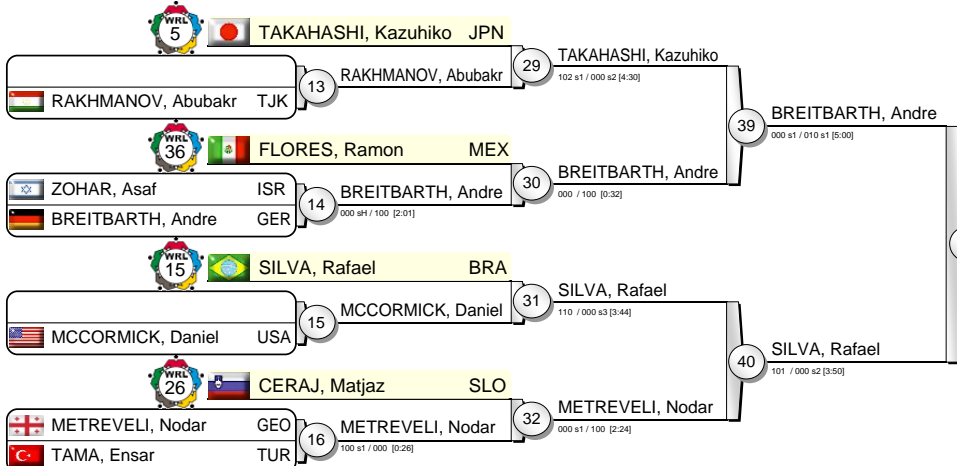 WRL
5
TAKAHASHI, Kazuhiko JPN
13
RAKHMANOV, Abubakr
RAKHMANOV, Abubakr TJK
29
TAKAHASHI, Kazuhiko
102 s1 / 000 s2 [4:30]
WRL
36
FLORES, Ramon MEX
ZOHAR, Asaf ISR
BREITBARTH, Andre GER
14
BREITBARTH, Andre
000 sH / 100 [2:01]
30
BREITBARTH, Andre
000 / 100 [0:32]
39
BREITBARTH, Andre
000 s1 / 010 s1 [5:00]
WRL
15
SILVA, Rafael BRA
MCCORMICK, Daniel USA
15
MCCORMICK, Daniel
31
SILVA, Rafael
110 / 000 s3 [3:44]
WRL
26
CERAJ, Matjaz SLO
METREVELI, Nodar GEO
TAMA, Ensar TUR
16
METREVELI, Nodar
100 s1 / 000 [0:26]
32
METREVELI, Nodar
000 s1 / 100 [2:24]
40
SILVA, Rafael
101 / 000 s2 [3:50]